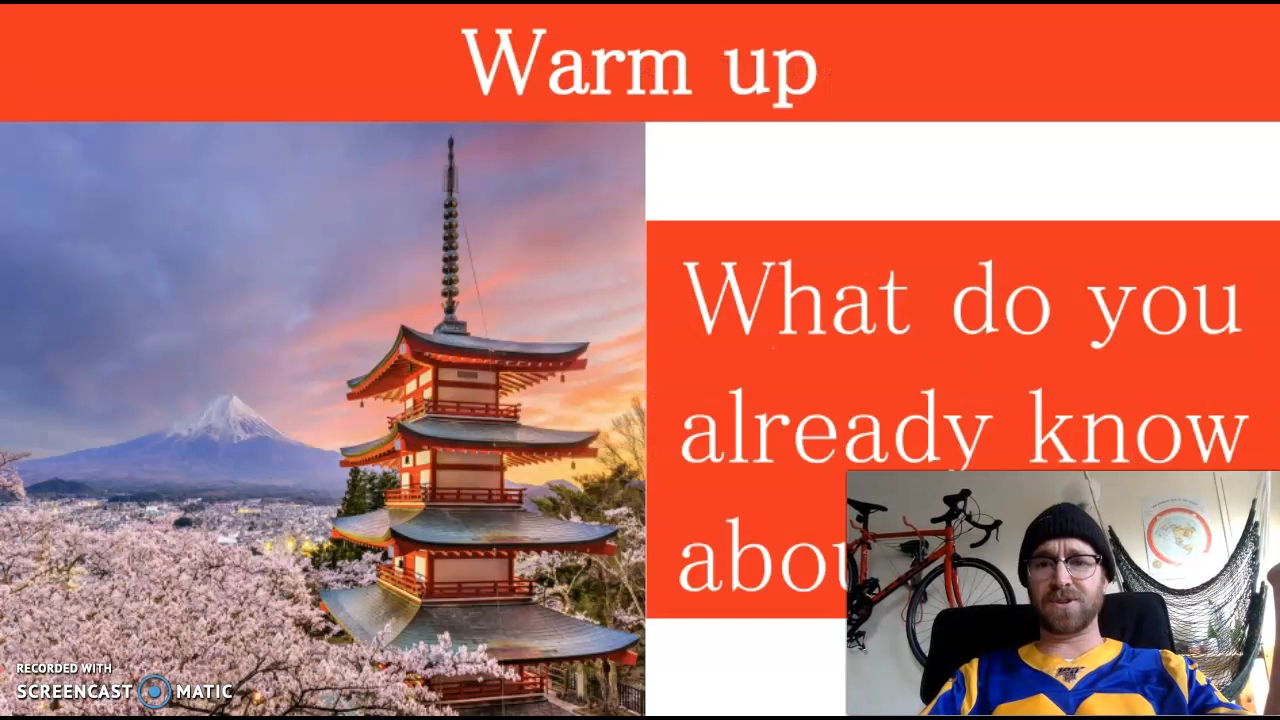 Warm up
What do you
already know
abou
RECORDED WITH
SCREENCAST MATIC